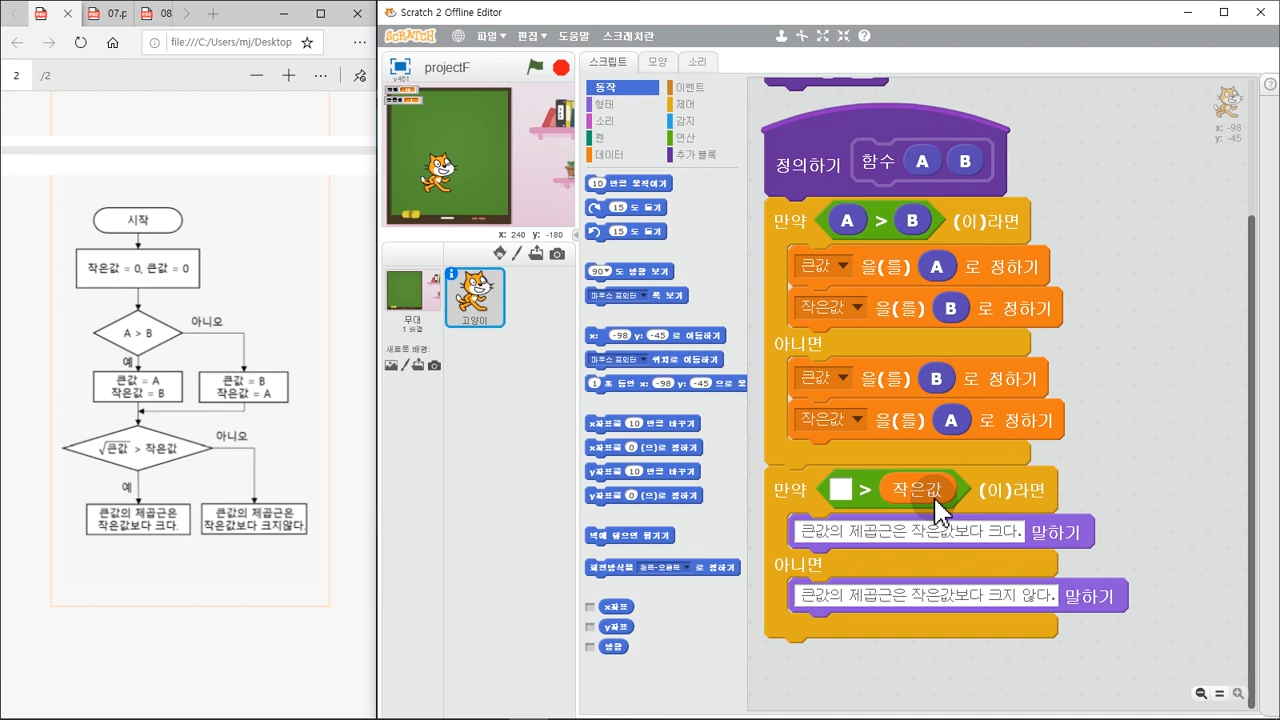 07.p
08
file:///C:/Users/mj/Desktop
2 /2
시작
작은값 = 0, 큰값 = 0
A > B
아니오
예
큰값 = A
작은값 = B
큰값 = B
작은값 = A
√큰값 > 작은값
아니오
예
큰값의 제곱근은
작은값보다 크다.
큰값의 제곱근은
작은값보다 크지않다.
Scratch 2 Offline Editor
SCRATCH 파일 편집 도움말 스크래치란
projectF
v461
x: 240 y: -180
무대
1 배경
고양이
새로운 배경:
스크립트 모양 소리
동작 이벤트
형태 제어
소리 감지
펜 연산
데이터 추가 블록
10 만큼 움직이기
15 도 돌기
15 도 돌기
90 도 방향 보기
마우스 포인터 쪽 보기
x: -98 y: -45 로 이동하기
마우스 포인터 위치로 이동하기
1 초 동안 x: -98 y: -45 으로
x좌표를 10 만큼 바꾸기
x좌표를 0 (으)로 정하기
y좌표를 10 만큼 바꾸기
y좌표를 0 (으)로 정하기
벽에 닿으면 튕기기
회전방식을 왼쪽-오른쪽 로 정하기
x좌표
y좌표
방향
정의하기 함수 A B
만약 A > B (이)라면
큰값 을(를) A 로 정하기
작은값 을(를) B 로 정하기
아니면
큰값 을(를) B 로 정하기
작은값 을(를) A 로 정하기
만약 > 작은값 (이)라면
큰값의 제곱근은 작은값보다 크다. 말하기
아니면
큰값의 제곱근은 작은값보다 크지 않다. 말하기
x: -98
y: -45